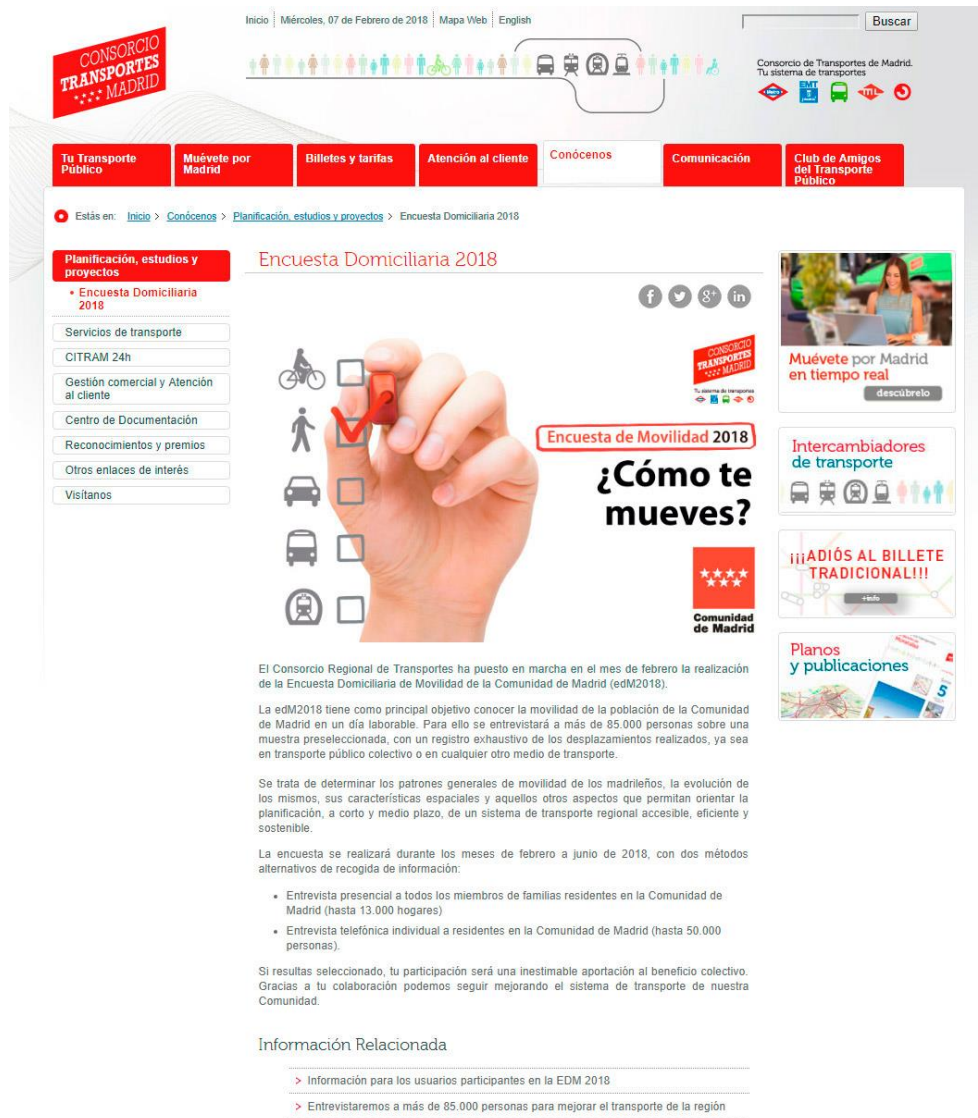 Inicio Miércoles, 07 de Febrero de 2018 Mapa Web English
Buscar
CONSORCIO
TRANSPORTES
MADRID
Consorcio de Transportes de Madrid.
Tu sistema de transportes
Metro EMT mL
Tu Transporte
Público
Muévete por
Madrid
Billetes y tarifas
Atención al cliente
Conócenos
Comunicación
Club de Amigos
del Transporte
Público
Estás en: Inicio > Conócenos > Planificación, estudios y proyectos > Encuesta Domiciliaria 2018
Planificación, estudios y
proyectos
• Encuesta Domiciliaria
2018
Servicios de transporte
CITRAM 24h
Gestión comercial y Atención
al cliente
Centro de Documentación
Reconocimientos y premios
Otros enlaces de interés
Visítanos
Encuesta Domiciliaria 2018
f g+ in
CONSORCIO
TRANSPORTES
MADRID
Tu sistema de transportes
Encuesta de Movilidad 2018
¿Cómo te
mueves?
Comunidad
de Madrid
El Consorcio Regional de Transportes ha puesto en marcha en el mes de febrero la realización
de la Encuesta Domiciliaria de Movilidad de la Comunidad de Madrid (edM2018).
La edM2018 tiene como principal objetivo conocer la movilidad de la población de la Comunidad
de Madrid en un día laborable. Para ello se entrevistará a más de 85.000 personas sobre una
muestra preseleccionada, con un registro exhaustivo de los desplazamientos realizados, ya sea
en transporte público colectivo o en cualquier otro medio de transporte.
Se trata de determinar los patrones generales de movilidad de los madrileños, la evolución de
los mismos, sus características espaciales y aquellos otros aspectos que permitan orientar la
planificación, a corto y medio plazo, de un sistema de transporte regional accesible, eficiente y
sostenible.
La encuesta se realizará durante los meses de febrero a junio de 2018, con dos métodos
alternativos de recogida de información:
• Entrevista presencial a todos los miembros de familias residentes en la Comunidad de
Madrid (hasta 13.000 hogares)
• Entrevista telefónica individual a residentes en la Comunidad de Madrid (hasta 50.000
personas).
Si resultas seleccionado, tu participación será una inestimable aportación al beneficio colectivo.
Gracias a tu colaboración podemos seguir mejorando el sistema de transporte de nuestra
Comunidad.
Información Relacionada
> Información para los usuarios participantes en la EDM 2018
> Entrevistaremos a más de 85.000 personas para mejorar el transporte de la región
Muévete por Madrid
en tiempo real
descúbrelo
Intercambiadores
de transporte
¡¡¡ADIÓS AL BILLETE
TRADICIONAL!!!
+info
Planos
y publicaciones
5